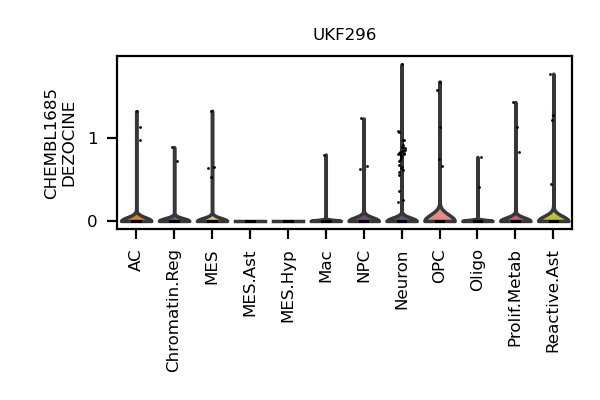 UKF296
CHEMBL1685
DEZOCINE
1
0
AC
Chromatin.Reg
MES
MES.Ast
MES.Hyp
Mac
NPC
Neuron
OPC
Oligo
Prolif.Metab
Reactive.Ast